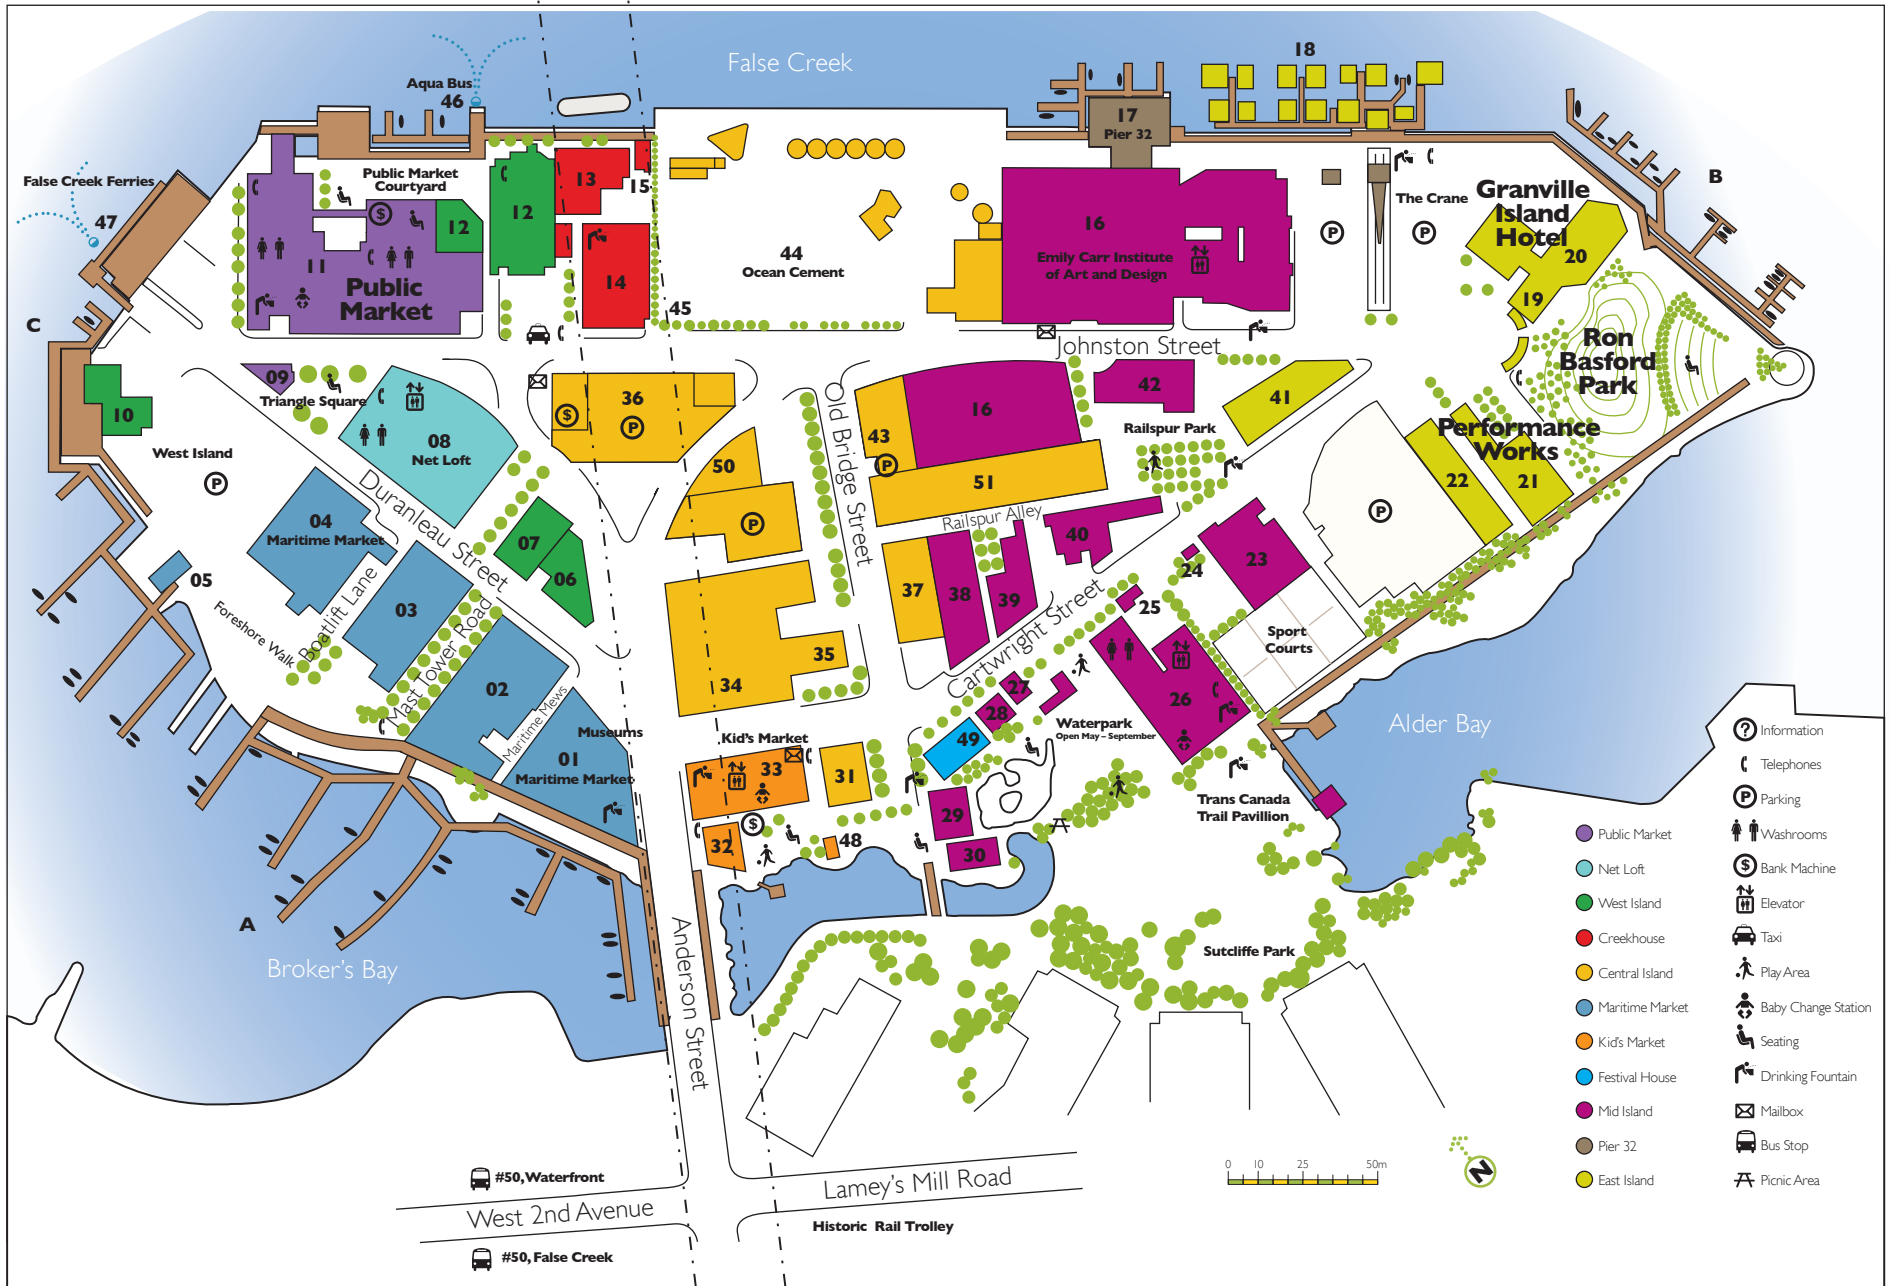 False Creek
18
Aqua Bus
46
17
Pier 32
False Creek Ferries
47
Public Market
Courtyard
12
12
13
15
11
Public
Market
14
45
44
Ocean Cement
16
Emily Carr Institute
of Art and Design
The Crane
Granville
Island
Hotel
20
19
B
C
Ron
Basford
Park
Johnston Street
09
Triangle Square
10
08
Net Loft
36
Old Bridge Street
43
16
42
41
Railspur Park
Performance
Works
22
21
West Island
50
51
Duranleau Street
04
Maritime Market
Railspur Alley
40
07
06
05
Foreshore Walk
Boatlift Lane
03
Mast Tower Road
37
38
39
23
24
25
Cartwright Street
Sport
Courts
35
34
02
Maritime Mews
Museums
01
Maritime Market
27
28
26
49
Waterpark
Open May – September
Kid's Market
33
31
32
48
29
30
Trans Canada
Trail Pavilion
Alder Bay
A
Broker's Bay
Anderson Street
Sutcliffe Park
#50, Waterfront
West 2nd Avenue
Lamey's Mill Road
Historic Rail Trolley
#50, False Creek
0 10 25 50m
N
Public Market
Net Loft
West Island
Creekhouse
Central Island
Maritime Market
Kid's Market
Festival House
Mid Island
Pier 32
East Island
? Information
Telephones
P Parking
Washrooms
$ Bank Machine
Elevator
Taxi
Play Area
Baby Change Station
Seating
Drinking Fountain
Mailbox
Bus Stop
Picnic Area